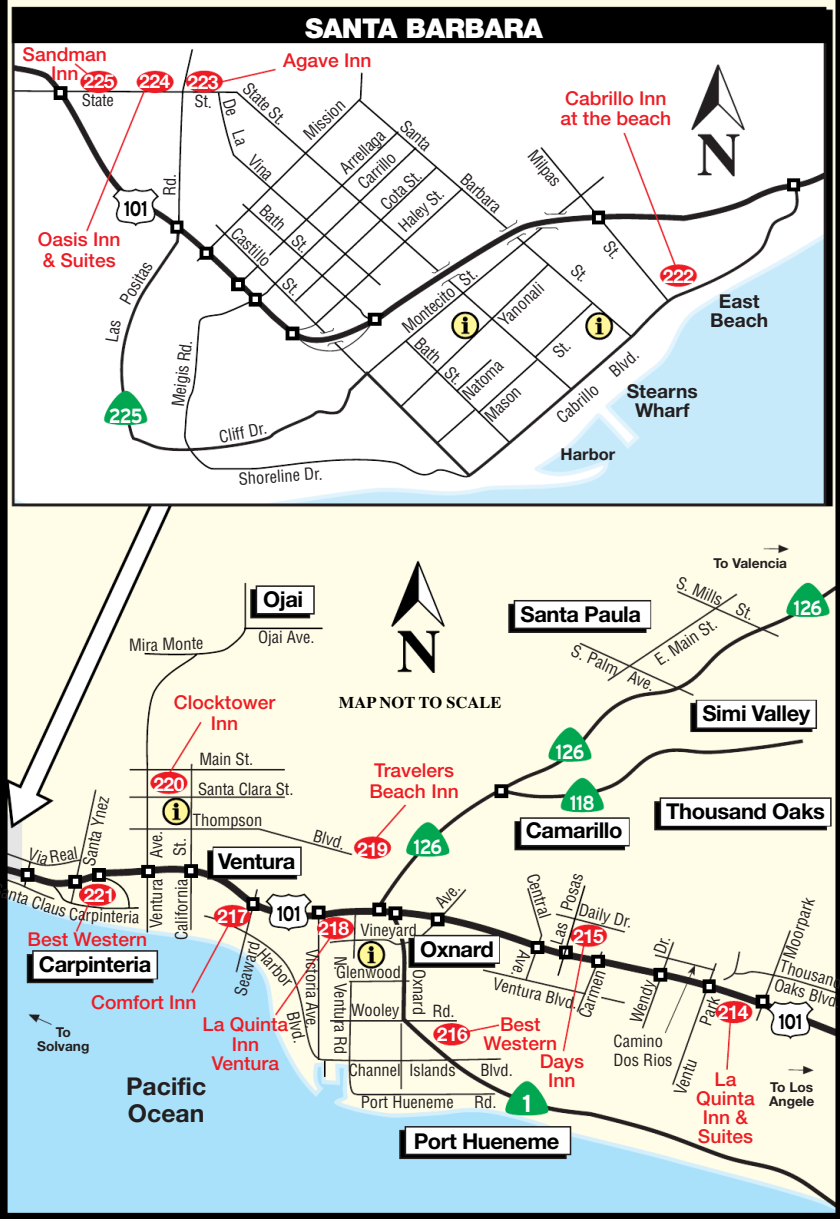 SANTA BARBARA
Sandman
Inn
225
224
223
Agave Inn
State
St.
State St.
De La Vina
Mission
Arrellaga
Carrillo
Cota St.
Haley St.
Santa
Barbara
St.
Milpas
St.
Cabrillo Inn
at the beach
N
101
Rd.
Las Positas
Oasis Inn
& Suites
Bath St.
Castillo
St.
222
East
Beach
Montecito St.
Yanonali
St.
i
i
Bath
St.
Natoma
Mason
Cabrillo Blvd.
Meigis Rd.
225
Cliff Dr.
Shoreline Dr.
Stearns
Wharf
Harbor
To Valencia
S. Mills St.
126
Ojai
Ojai Ave.
Mira Monte
N
MAP NOT TO SCALE
Santa Paula
E. Main St.
S. Palm Ave.
Simi Valley
126
118
Clocktower
Inn
Main St.
220
Santa Clara St.
i
Thompson
Blvd.
Travelers
Beach Inn
219
126
Camarillo
Thousand Oaks
Via Real
Santa Ynez
Ventura Ave.
California St.
Ventura
221
anta Claus
Carpinteria
Best Western
Carpinteria
217
Comfort Inn
Seaward
Harbor
Blvd.
101
218
La Quinta
Inn
Ventura
Victoria Ave.
N. Ventura Rd
Vineyard
Ave.
i
Oxnard
Glenwood
Oxnard
Wooley
Rd.
216
Best
Western
Channel Islands Blvd.
Port Hueneme Rd.
1
Port Hueneme
Central
Ave.
Las Posas
Daily Dr.
215
Ventura Blvd.
Carmen
Days
Inn
Wendy
Dr.
Camino
Dos Rios
Ventu
Park
214
La
Quinta
Inn &
Suites
Moorpark
Thousand
Oaks Blvd
101
To
Solvang
Pacific
Ocean
To Los
Angele